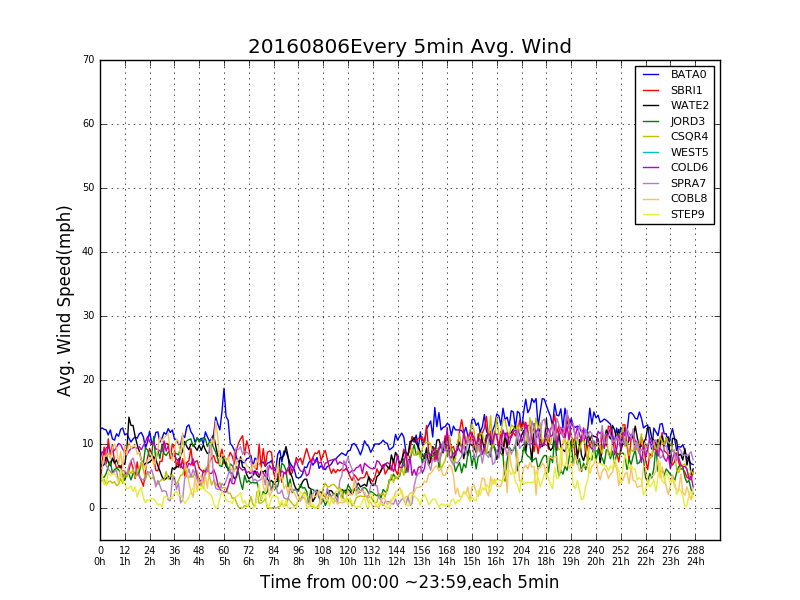 20160806Every 5min Avg. Wind
Avg. Wind Speed(mph)
70
60
50
40
30
20
10
0
BATA0
SBRI1
WATE2
JORD3
CSQR4
WEST5
COLD6
SPRA7
COBL8
STEP9
0 12 24 36 48 60 72 84 96 108 120 132 144 156 168 180 192 204 216 228 240 252 264 276 288
0h 1h 2h 3h 4h 5h 6h 7h 8h 9h 10h 11h 12h 13h 14h 15h 16h 17h 18h 19h 20h 21h 22h 23h 24h
Time from 00:00 ~23:59,each 5min